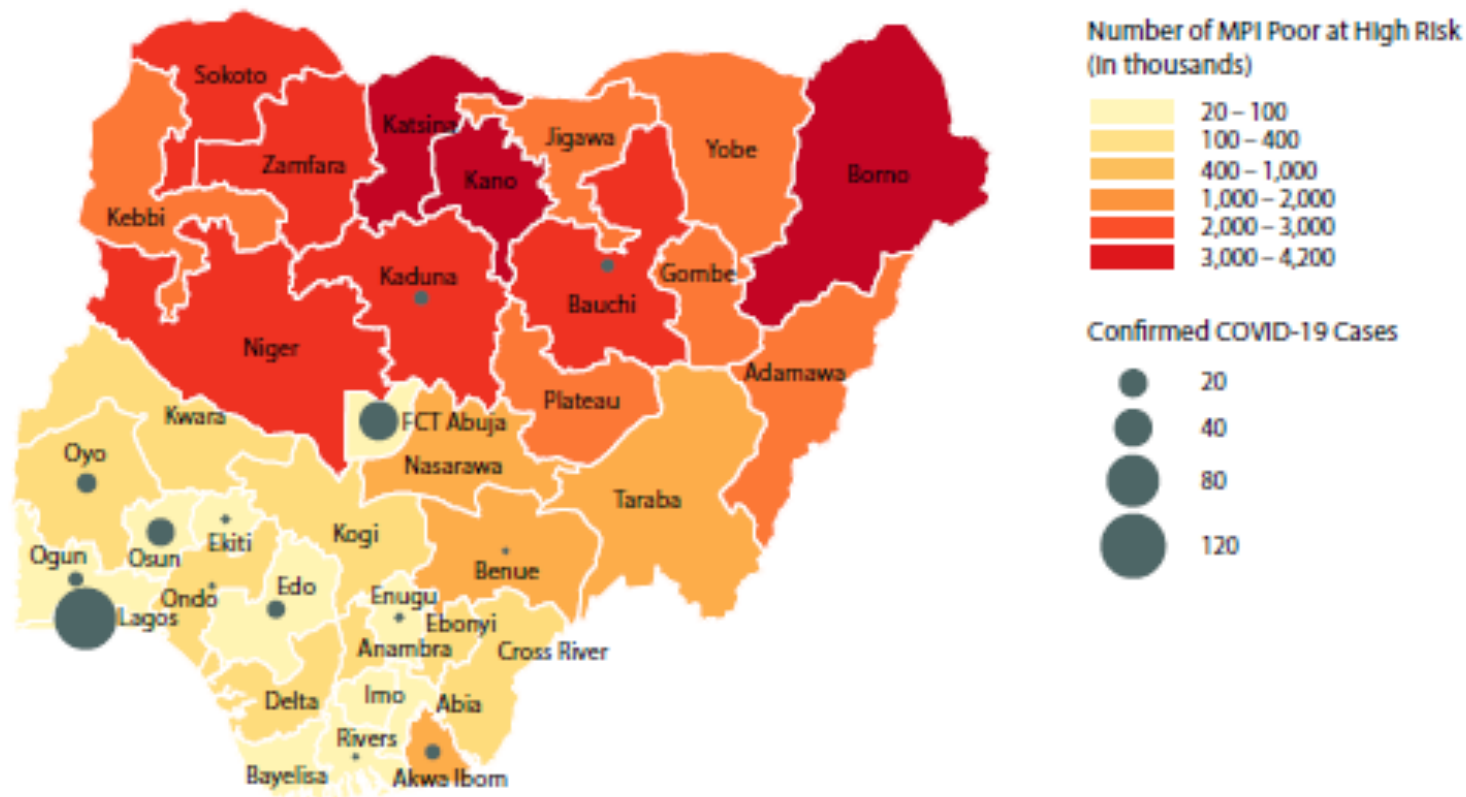 Number of MPI Poor at High Risk
(In thousands)
20 – 100
100 – 400
400 – 1,000
1,000 – 2,000
2,000 – 3,000
3,000 – 4,200
Confirmed COVID-19 Cases
20
40
80
120
Sokoto
Katsina
Jigawa
Yobe
Borno
Zamfara
Kano
Kebbi
Kaduna
Gombe
Bauchi
Niger
Adamawa
Plateau
Kwara
FCT Abuja
Oyo
Nasarawa
Taraba
Kogi
Ekiti
Ogun
Osun
Benue
Edo
Enugu
Ondo
Lagos
Ebonyi
Anambra
Cross River
Imo
Delta
Abia
Rivers
Bayelisa
Akwa Ibom